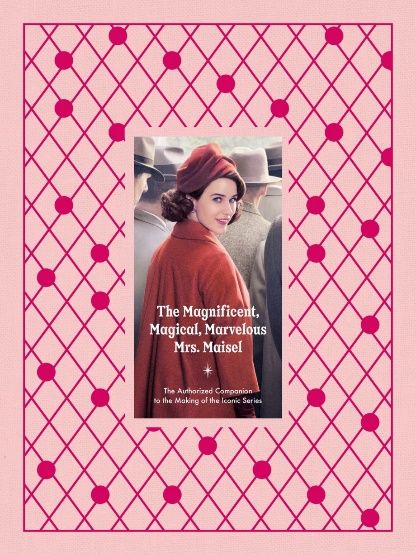 The Magnificent,
Magical, Marvelous
Mrs. Maisel
The Authorized Companion
to the Making of the Iconic Series